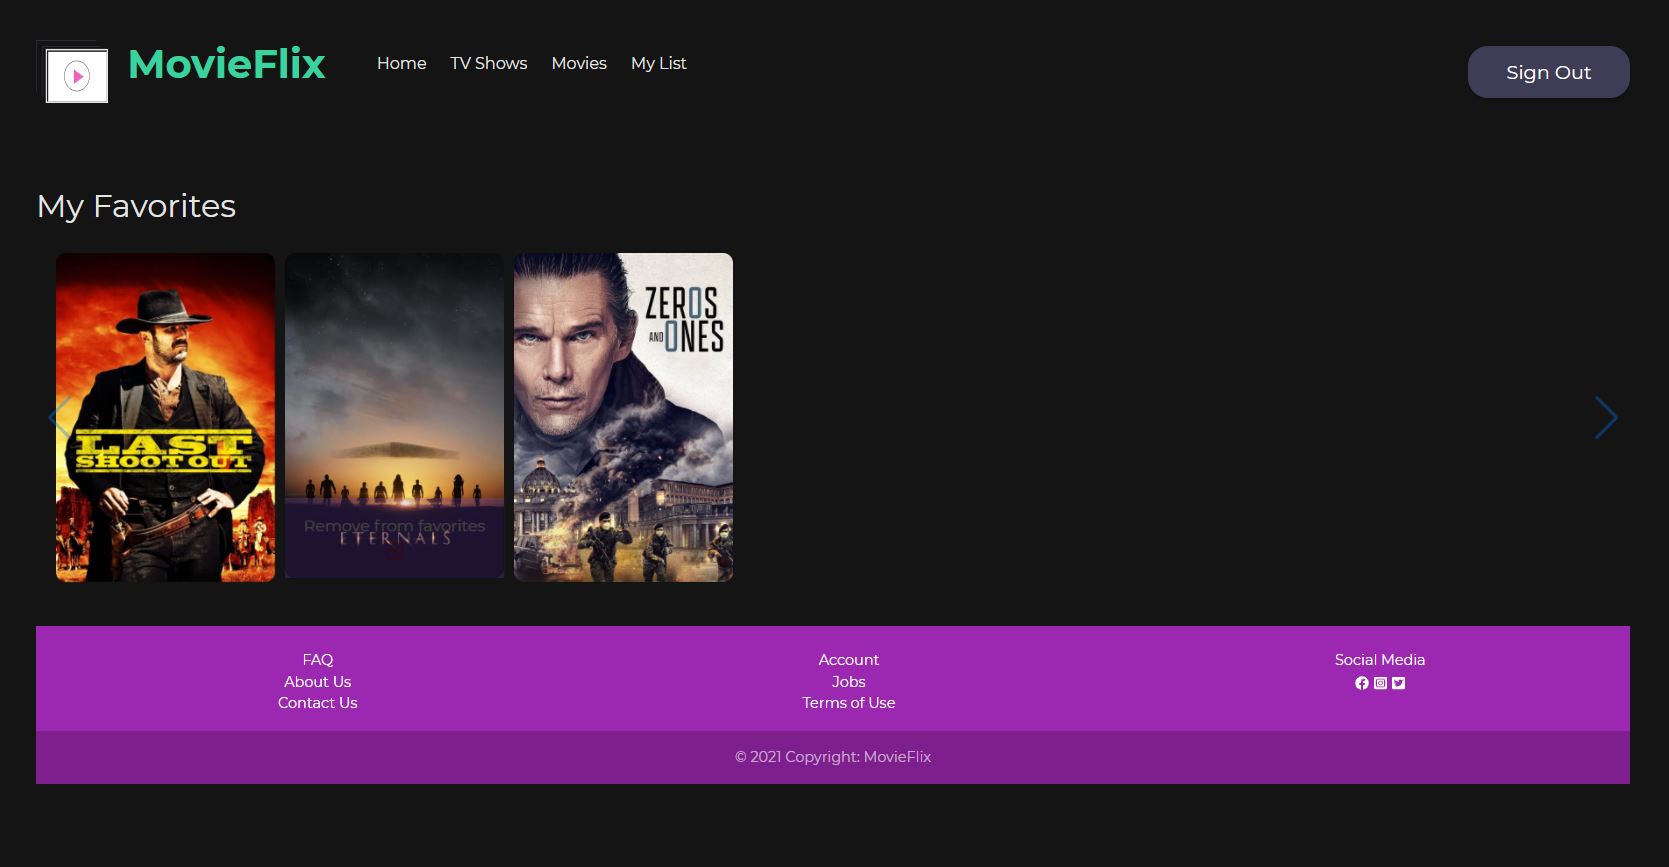 MovieFlix
Home TV Shows Movies My List
Sign Out
My Favorites
LAST
SHOOT OUT
Remove from favorites
ETERNALS
ZEROS
AND ONES
FAQ
About Us
Contact Us
Account
Jobs
Terms of Use
Social Media
© 2021 Copyright: MovieFlix